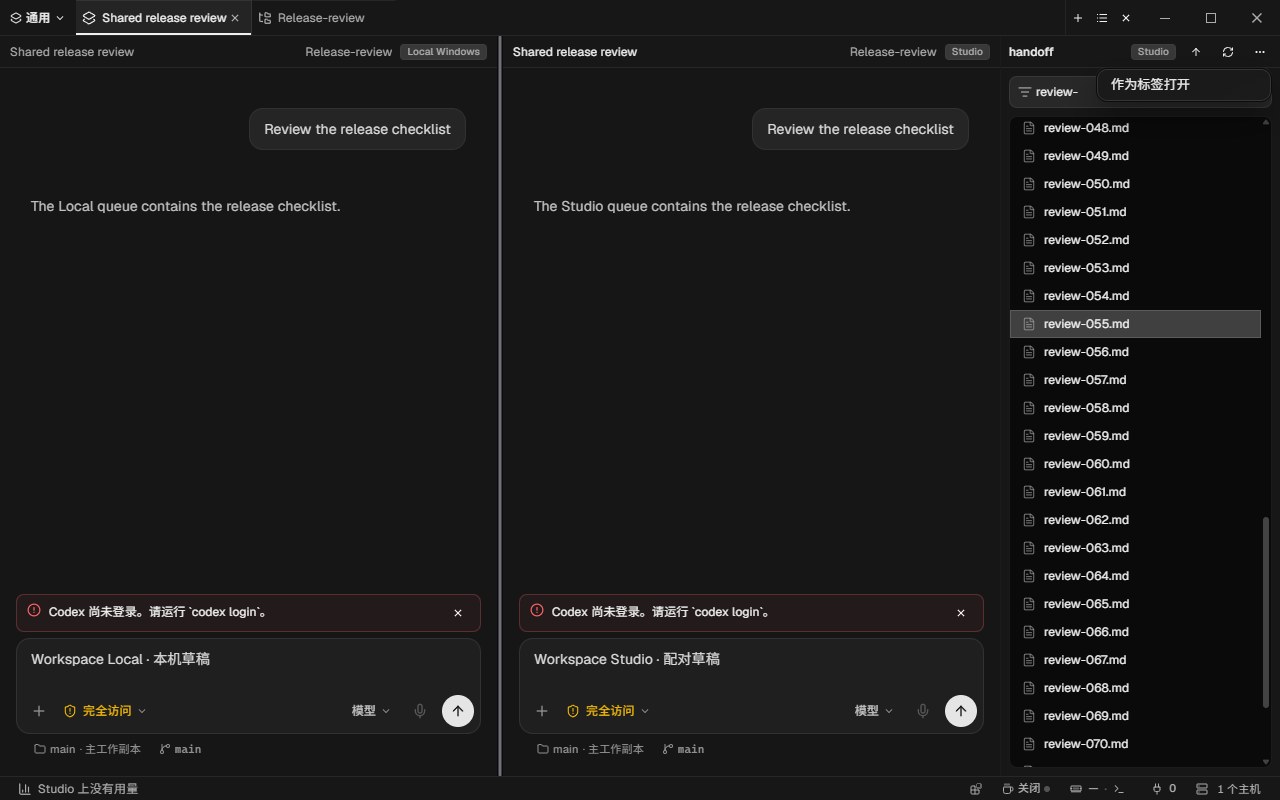 通用
Shared release review
Release-review
Shared release review
Release-review
Local Windows
Shared release review
Release-review
Studio
handoff
Studio
作为标签打开
review-
Review the release checklist
The Local queue contains the release checklist.
Codex 尚未登录。请运行 `codex login`。
Workspace Local · 本机草稿
完全访问
模型
main · 主工作副本
main
Review the release checklist
The Studio queue contains the release checklist.
Codex 尚未登录。请运行 `codex login`。
Workspace Studio · 配对草稿
完全访问
模型
main · 主工作副本
main
review-048.md
review-049.md
review-050.md
review-051.md
review-052.md
review-053.md
review-054.md
review-055.md
review-056.md
review-057.md
review-058.md
review-059.md
review-060.md
review-061.md
review-062.md
review-063.md
review-064.md
review-065.md
review-066.md
review-067.md
review-068.md
review-069.md
review-070.md
Studio 上没有用量
关闭
— ·
0
1 个主机